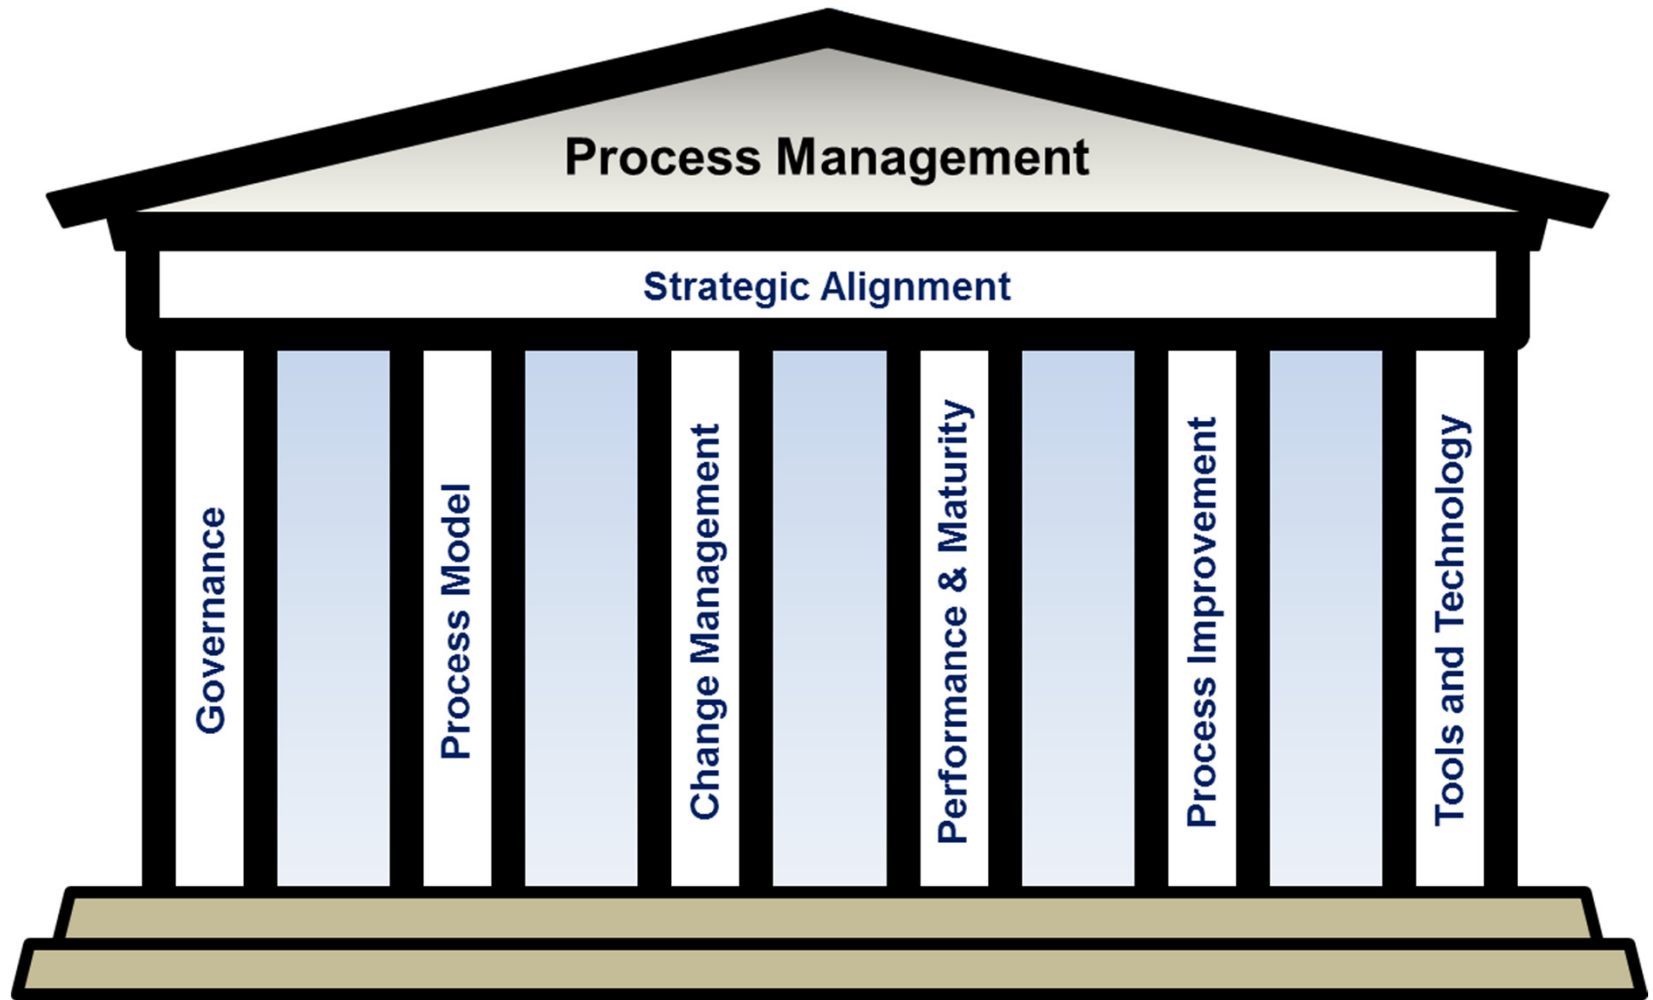 Process Management
Strategic Alignment
Governance
Process Model
Change Management
Performance & Maturity
Process Improvement
Tools and Technology